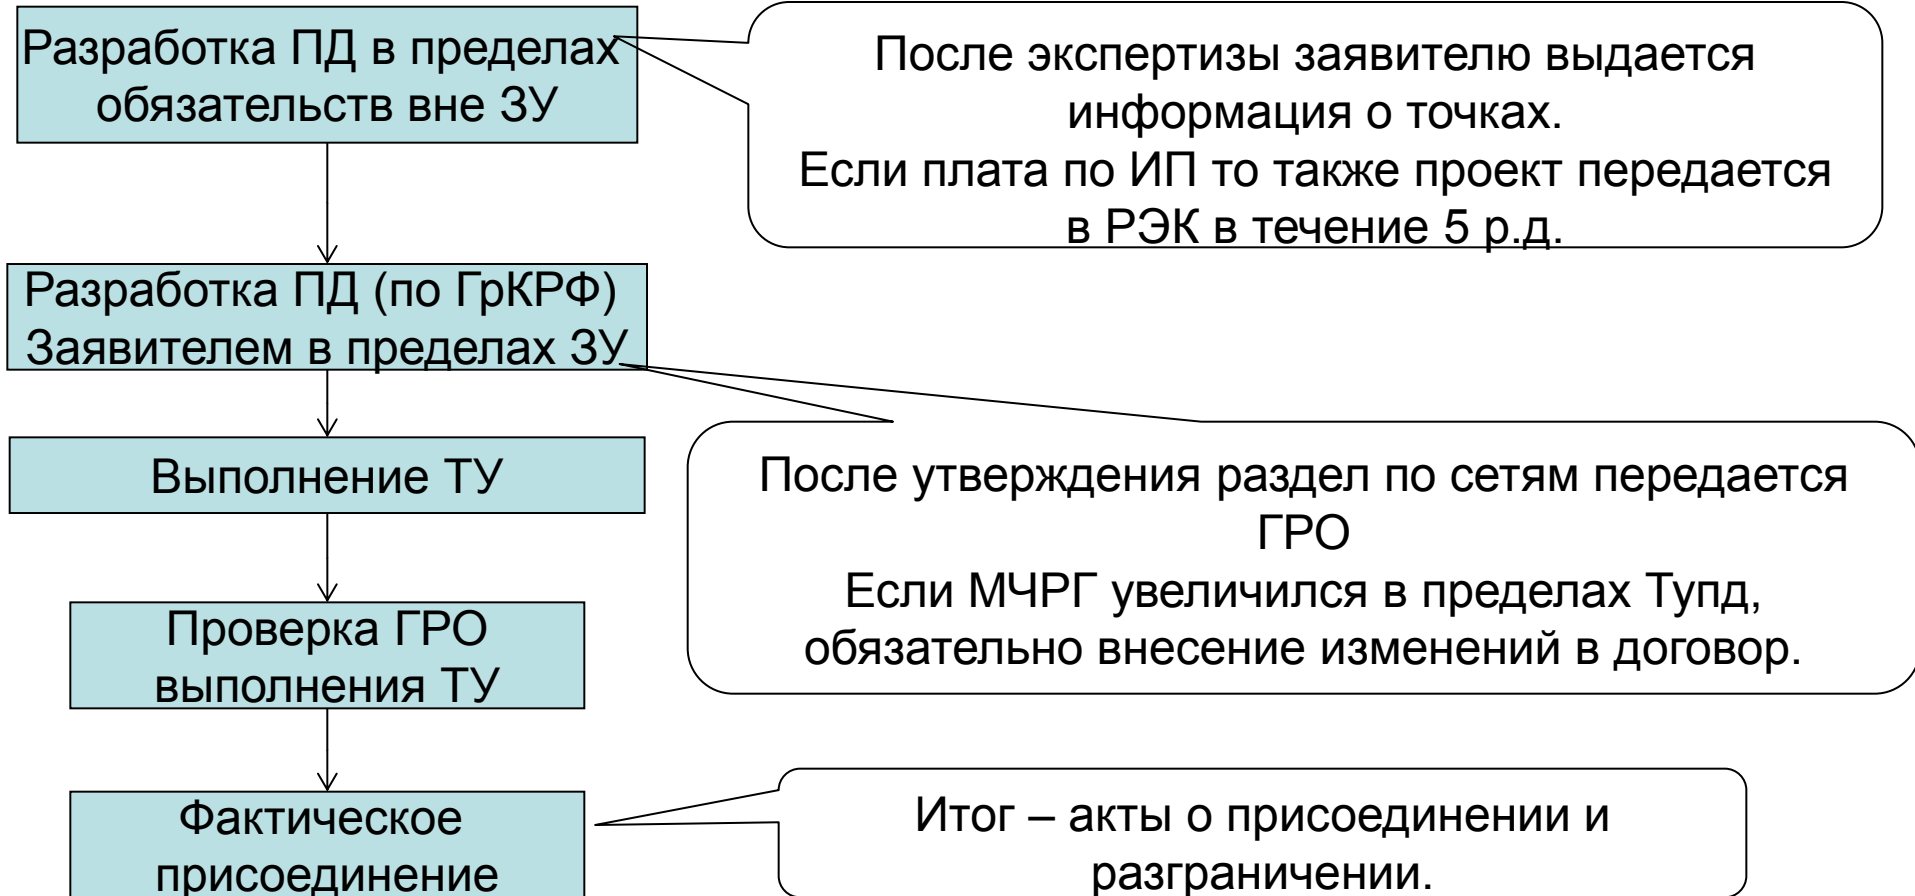 Разработка ПД в пределах
обязательств вне ЗУ
После экспертизы заявителю выдается
информация о точках.
Если плата по ИП то также проект передается
в РЭК в течение 5 р.д.
Разработка ПД (по ГрКРФ)
Заявителем в пределах ЗУ
Выполнение ТУ
После утверждения раздел по сетям передается
ГРО
Если МЧРГ увеличился в пределах Тупд,
обязательно внесение изменений в договор.
Проверка ГРО
выполнения ТУ
Фактическое
присоединение
Итог – акты о присоединении и
разграничении.